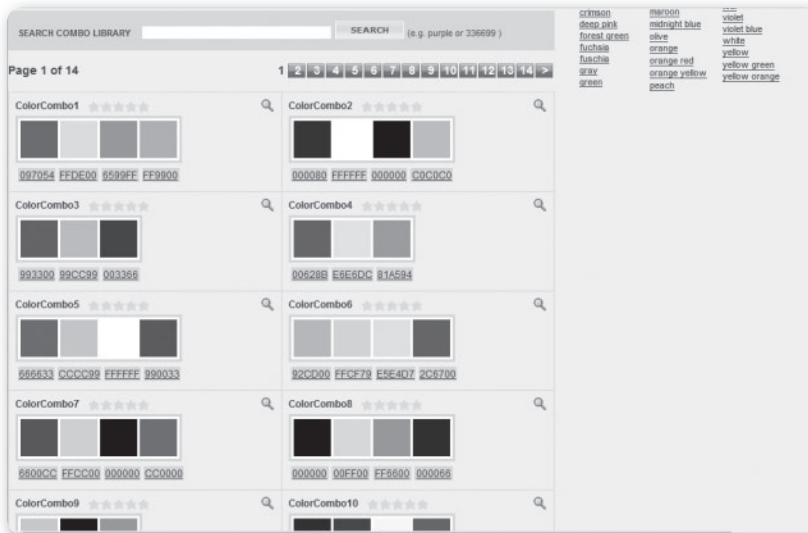 SEARCH COMBO LIBRARY SEARCH (e.g. purple or 336699 )
Page 1 of 14 1 2 3 4 5 6 7 8 9 10 11 12 13 14 >
ColorCombo1
097054 FFDE00 6599FF FF9900
ColorCombo2
000080 FFFFFF 000000 C0C0C0
ColorCombo3
993300 99CC99 003366
ColorCombo4
00628B E6E6DC 81A594
ColorCombo5
666633 CCCC99 FFFFFF 990033
ColorCombo6
92CD00 FFCF79 E5E4D7 2C6700
ColorCombo7
6600CC FFCC00 000000 CC0000
ColorCombo8
000000 00FF00 FF6600 000066
ColorCombo9
ColorCombo10
crimson
deep pink
forest green
fuchsia
fuschia
gray
green
maroon
midnight blue
olive
orange
orange red
orange yellow
peach
violet
violet blue
white
yellow
yellow green
yellow orange